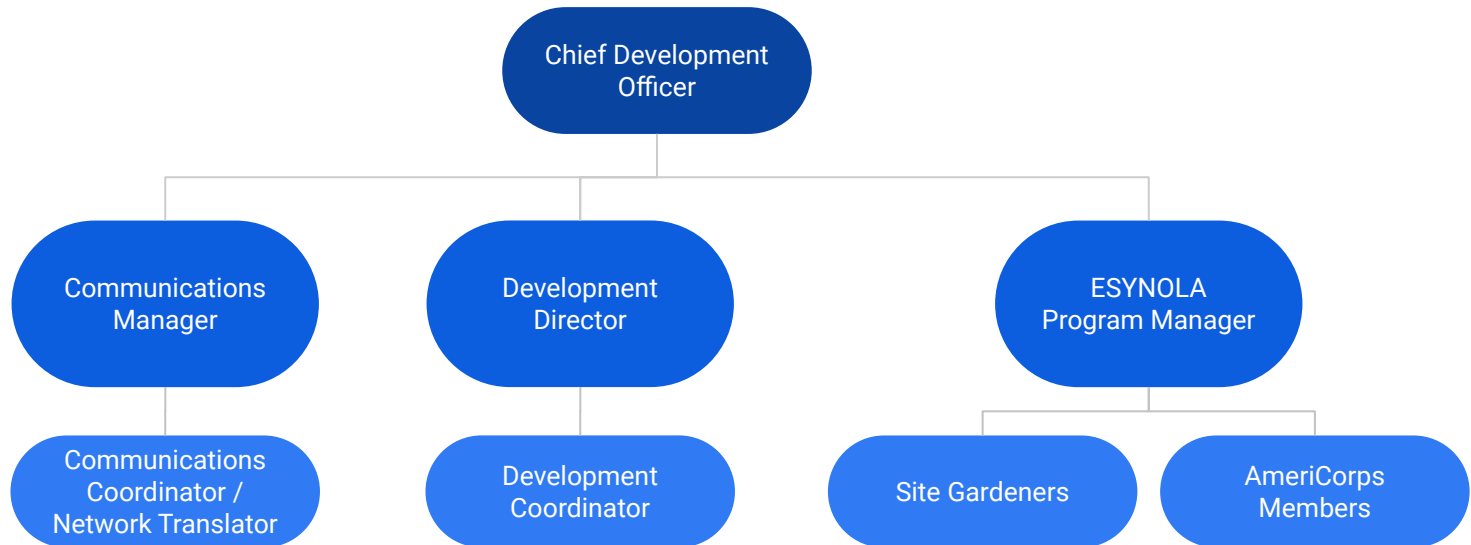 Chief Development
Officer
Communications
Manager
Development
Director
ESYNOLA
Program Manager
Communications
Coordinator /
Network Translator
Development
Coordinator
Site Gardeners
AmeriCorps
Members